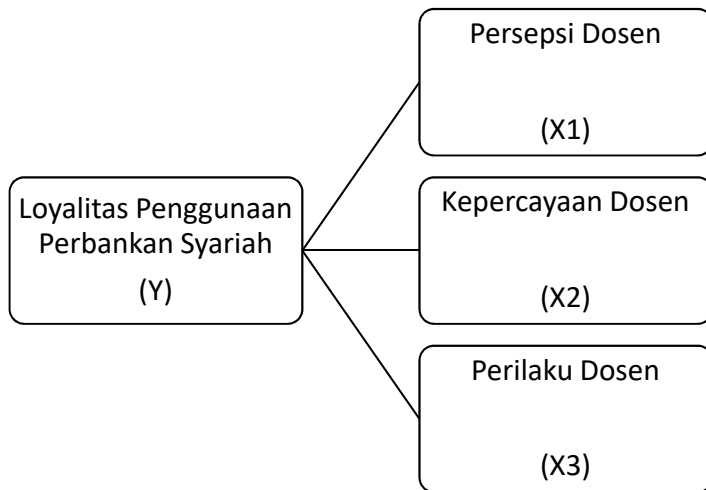 Persepsi Dosen
(X1)
Loyalitas Penggunaan
Perbankan Syariah
(Y)
Kepercayaan Dosen
(X2)
Perilaku Dosen
(X3)